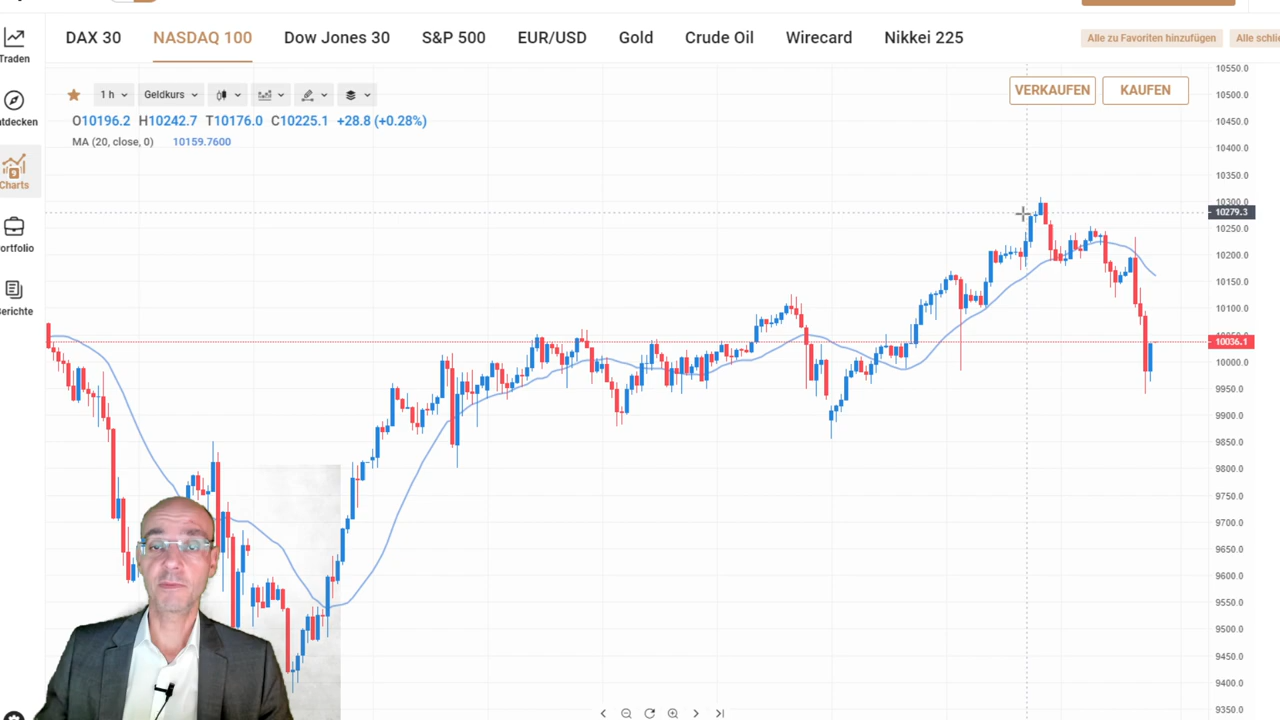 DAX 30 NASDAQ 100 Dow Jones 30 S&P 500 EUR/USD Gold Crude Oil Wirecard Nikkei 225 Alle zu Favoriten hinzufügen Alle schlie
Traden
ntdecken
Charts
ortfolio
Berichte
1 h Geldkurs
VERKAUFEN KAUFEN
O10196.2 H10242.7 T10176.0 C10225.1 +28.8 (+0.28%)
MA (20, close, 0) 10159.7600
10550.0
10500.0
10450.0
10400.0
10350.0
10300.0
10279.3
10250.0
10200.0
10150.0
10100.0
10036.1
10000.0
9950.0
9900.0
9850.0
9800.0
9750.0
9700.0
9650.0
9600.0
9550.0
9500.0
9450.0
9400.0
9350.0